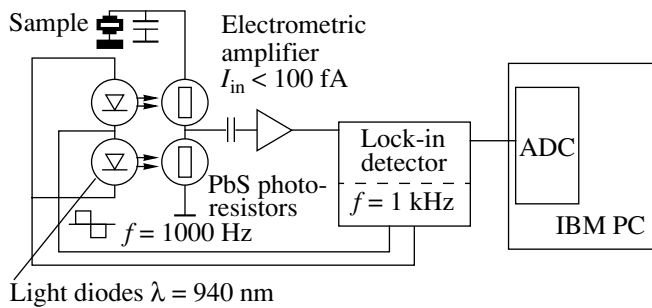 Sample
Electrometric
amplifier
I_in < 100 fA
Lock-in
detector
f = 1 kHz
ADC
IBM PC
PbS photo-
resistors
f = 1000 Hz
Light diodes λ = 940 nm